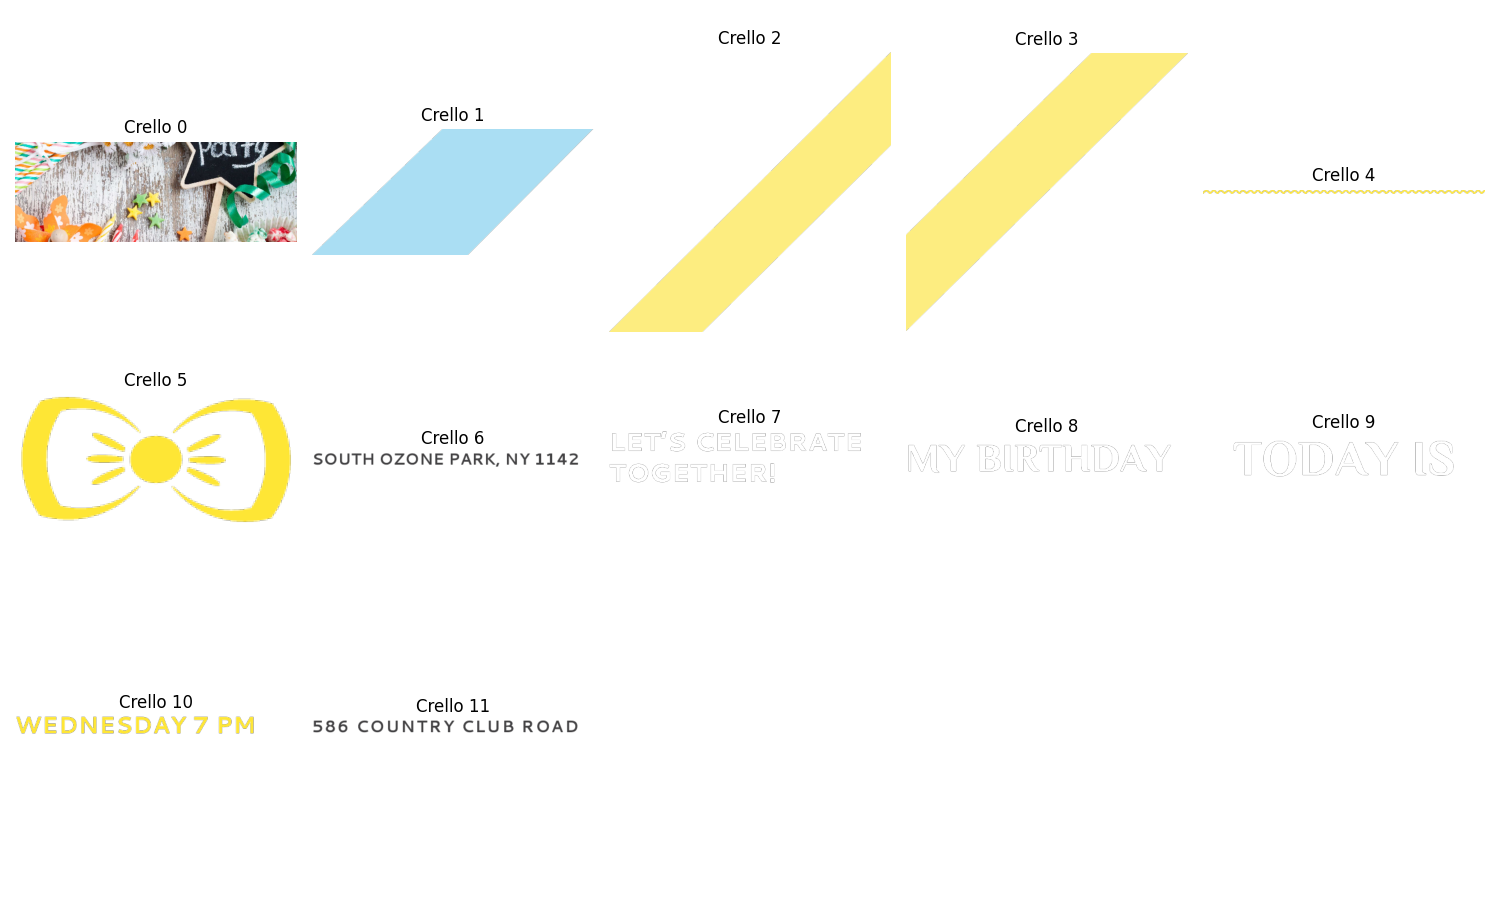 Crello 2
Crello 3
Crello 1
Crello 0
party
Crello 4
Crello 5
Crello 6
SOUTH OZONE PARK, NY 1142
Crello 7
LET'S CELEBRATE
TOGETHER!
Crello 8
MY BIRTHDAY
Crello 9
TODAY IS
Crello 10
WEDNESDAY 7 PM
Crello 11
586 COUNTRY CLUB ROAD